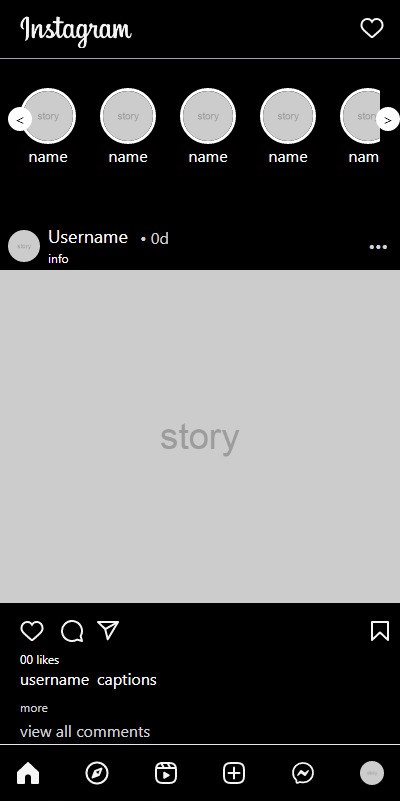 Instagram
story story story story story
< >
name name name name nam
Username • 0d
story
info
story
00 likes
username captions
more
view all comments
story